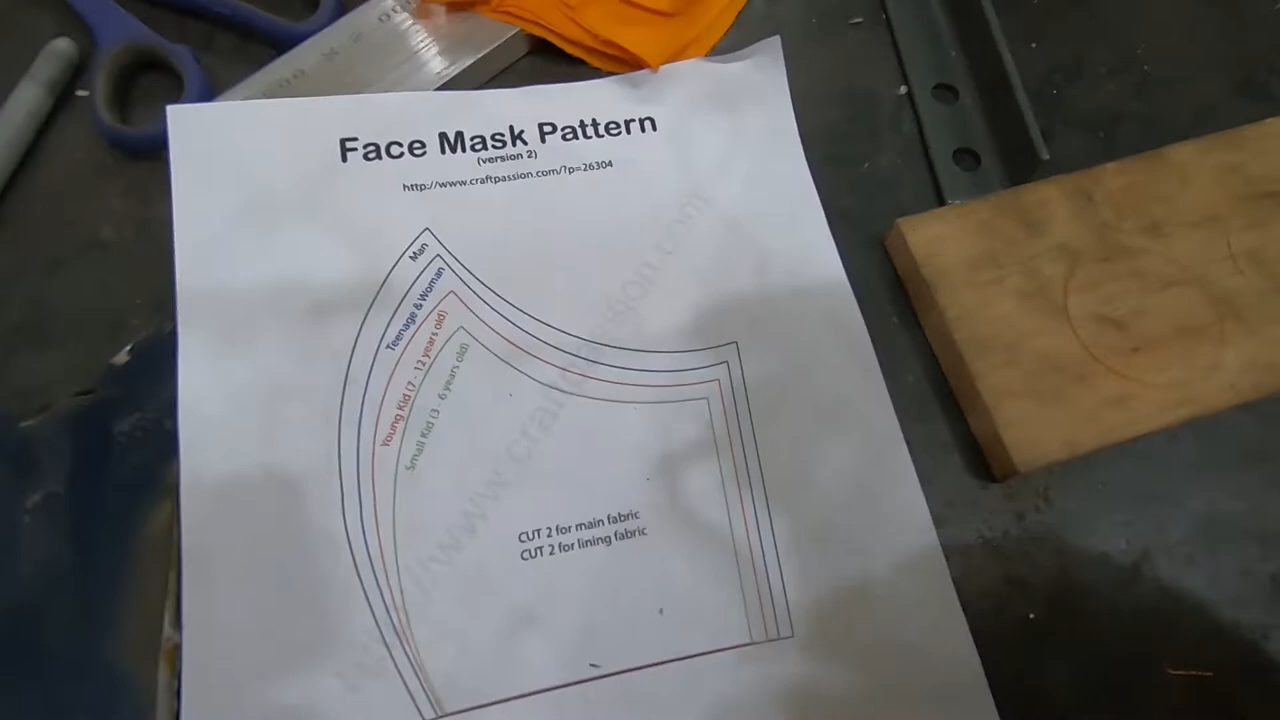 Face Mask Pattern
(version 2)
http://www.craftpassion.com/?p=26304
Man
Teenage & Woman
Young Kid (7 - 12 years old)
Small Kid (3 - 6 years old)
CUT 2 for main fabric
CUT 2 for lining fabric